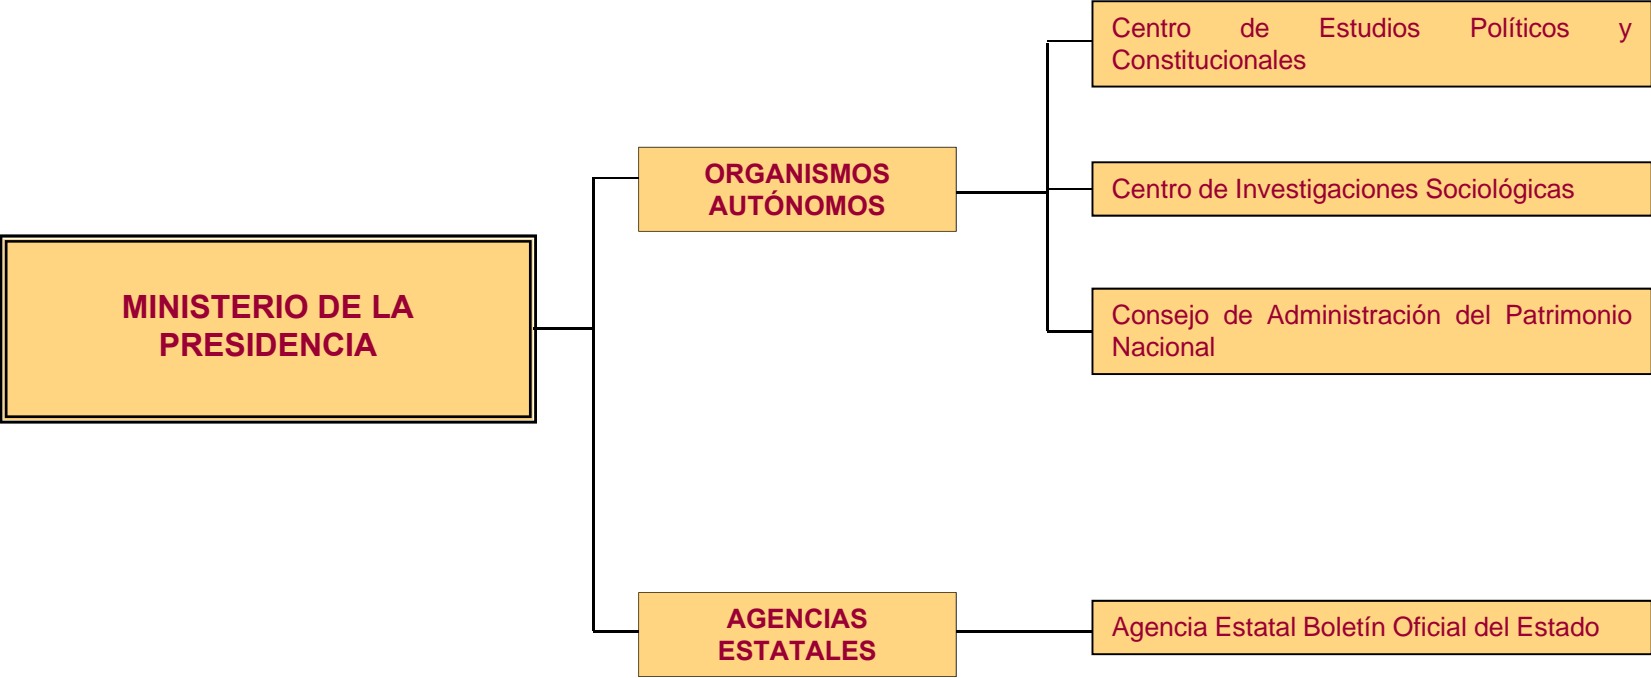 Centro de Estudios Políticos y
Constitucionales
ORGANISMOS
AUTÓNOMOS
Centro de Investigaciones Sociológicas
MINISTERIO DE LA
PRESIDENCIA
Consejo de Administración del Patrimonio
Nacional
AGENCIAS
ESTATALES
Agencia Estatal Boletín Oficial del Estado